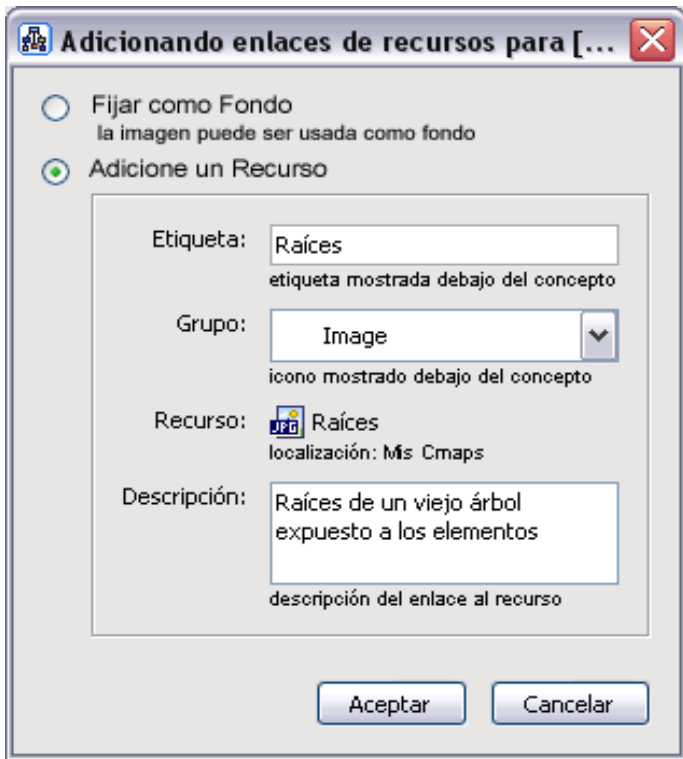 Adicionando enlaces de recursos para [...
Fijar como Fondo
la imagen puede ser usada como fondo
Adicione un Recurso
Etiqueta: Raíces
etiqueta mostrada debajo del concepto
Grupo: Image
icono mostrado debajo del concepto
Recurso: JPG Raíces
localización: Mis Cmaps
Descripción: Raíces de un viejo árbol
expuesto a los elementos
descripción del enlace al recurso
Aceptar Cancelar